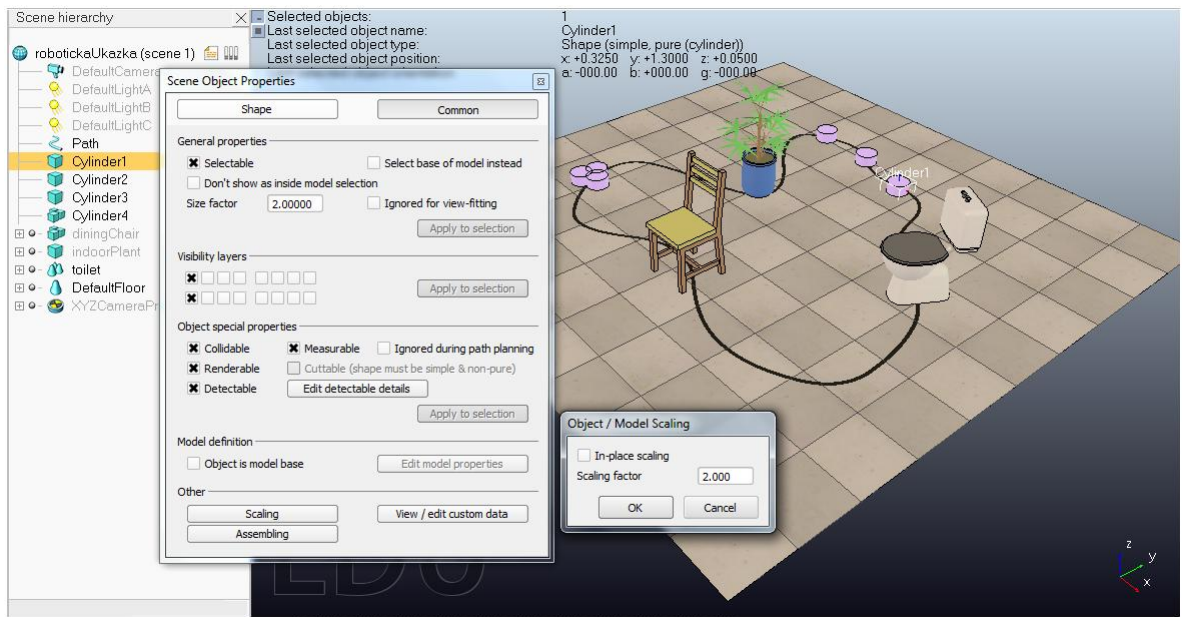 Scene hierarchy
robotickaUkazka (scene 1)
DefaultCamera
DefaultLightA
DefaultLightB
DefaultLightC
Path
Cylinder1
Cylinder2
Cylinder3
Cylinder4
diningChair
indoorPlant
toilet
DefaultFloor
XYZCameraPr
Selected objects: 1
Last selected object name: Cylinder1
Last selected object type: Shape (simple, pure (cylinder))
Last selected object position: x: +0.3250 y: +1.3000 z: +0.0500
a: -000.00 b: +000.00 g: -000.00
Scene Object Properties
Shape Common
General properties
Selectable Select base of model instead
Don't show as inside model selection
Size factor 2.00000 Ignored for view-fitting
Apply to selection
Visibility layers
Apply to selection
Object special properties
Collidable Measurable Ignored during path planning
Renderable Cuttable (shape must be simple & non-pure)
Detectable Edit detectable details
Apply to selection
Model definition
Object is model base Edit model properties
Other
Scaling View / edit custom data
Assembling
Cylinder1
Object / Model Scaling
In-place scaling
Scaling factor 2.000
OK Cancel
z
y
x